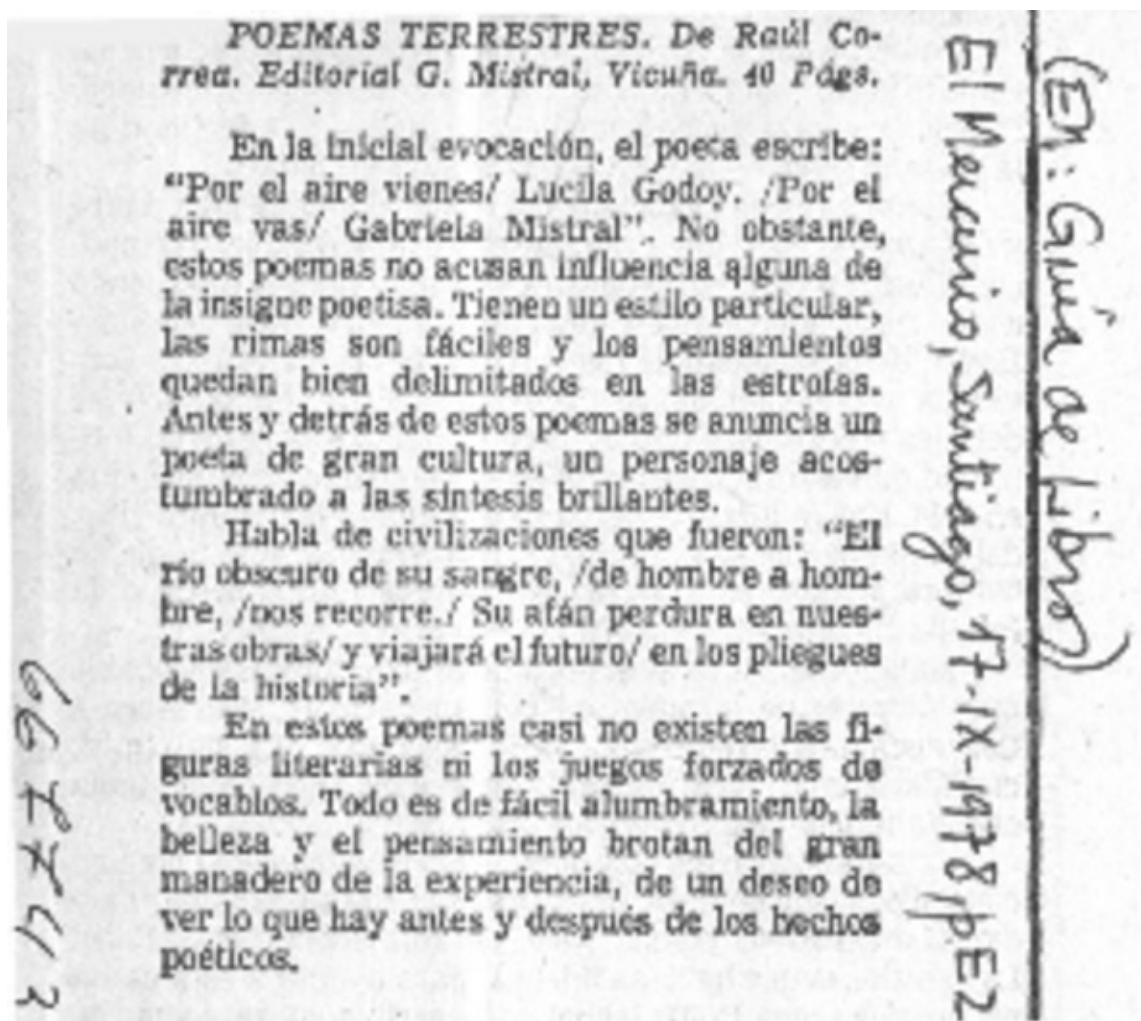 POEMAS TERRESTRES. De Raúl Co-
rrea. Editorial G. Mistral, Vicuña. 40 Págs.
En la inicial evocación, el poeta escribe:
“Por el aire vienes/ Lucila Godoy. /Por el
aire vas/ Gabriela Mistral”. No obstante,
estos poemas no acusan influencia alguna de
la insigne poetisa. Tienen un estilo particular,
las rimas son fáciles y los pensamientos
quedan bien delimitados en las estrofas.
Antes y detrás de estos poemas se anuncia un
poeta de gran cultura, un personaje acos-
tumbrado a las síntesis brillantes.
Habla de civilizaciones que fueron: “El
río obscuro de su sangre, /de hombre a hom-
bre, /nos recorre./ Su afán perdura en nues-
tras obras/ y viajará el futuro/ en los pliegues
de la historia”.
En estos poemas casi no existen las fi-
guras literarias ni los juegos forzados de
vocablos. Todo es de fácil alumbramiento, la
belleza y el pensamiento brotan del gran
manadero de la experiencia, de un deseo de
ver lo que hay antes y después de los hechos
poéticos.
(En: Guía de Libro)
El Mercurio, Santiago, 17-IX-1978, p.E2